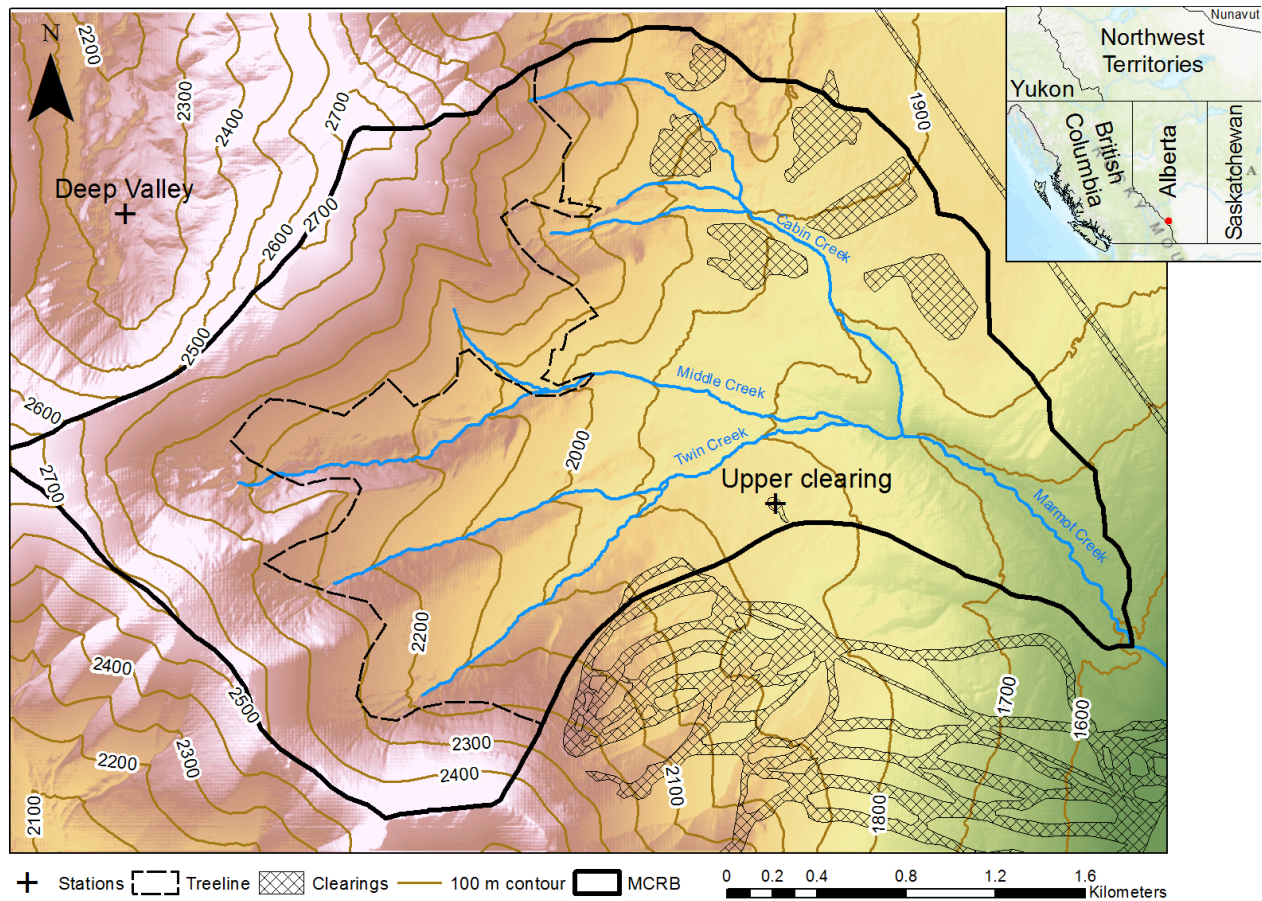 N
2200
2300
2400
2700
1900
Deep Valley
2700
2600
2500
2600
2700
Cabin Creek
Middle Creek
2000
Twin Creek
Upper clearing
Marmot Creek
2200
2400
2500
2300
2200
2100
2300
2400
2100
1800
1700
1600
Nunavut
Northwest
Territories
Yukon
British
Columbia
Alberta
Saskatchewan
A
KY MOU
Stations
Treeline
Clearings
100 m contour
MCRB
0 0.2 0.4 0.8 1.2 1.6
Kilometers